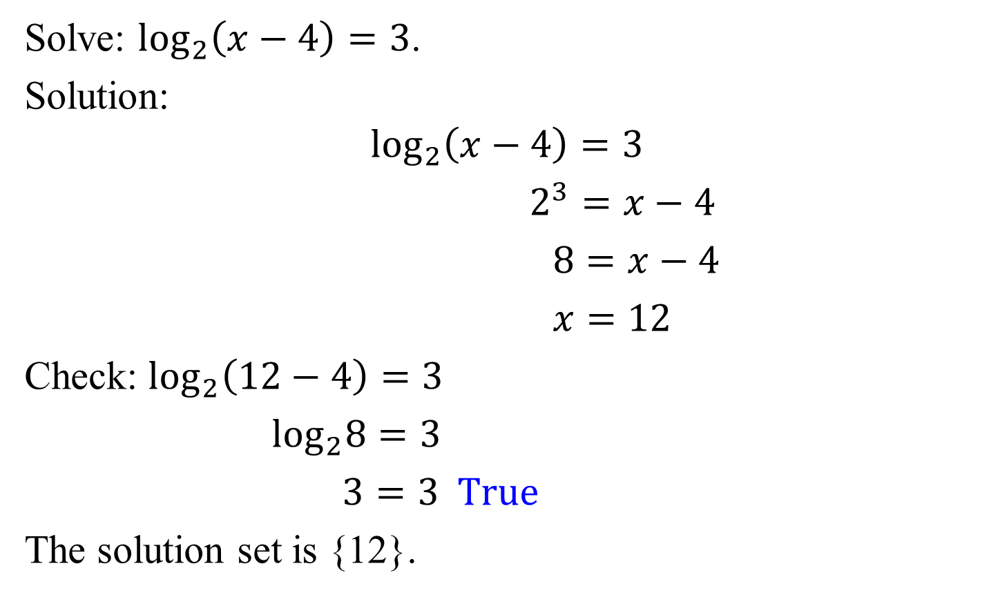 Solve: log₂(x − 4) = 3.
Solution:
log₂(x − 4) = 3
2³ = x − 4
8 = x − 4
x = 12
Check: log₂(12 − 4) = 3
log₂8 = 3
3 = 3 True
The solution set is {12}.